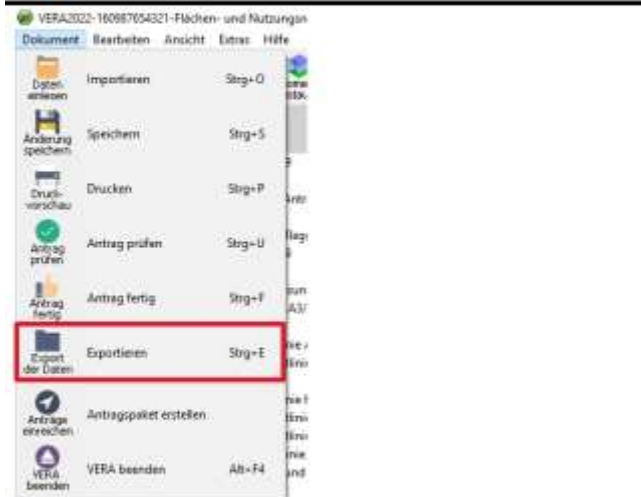 VERA2022-160987654321-Flächen- und Nutzungsn
Dokument Bearbeiten Ansicht Extras Hilfe
Daten einlesen
Importieren Strg+O
Änderung speichern
Speichern Strg+S
Druck-
vorschau
Drucken Strg+P
Antrag prüfen
Antrag prüfen Strg+U
Antrag fertig
Antrag fertig Strg+F
Export der Daten
Exportieren Strg+E
Anträge einreichen
Antragspaket erstellen
VERA beenden
VERA beenden Alt+F4